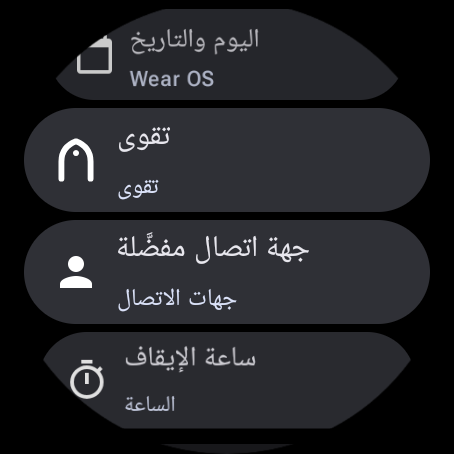 اليوم والتاريخ
Wear OS
تقوى
تقوى
جهة اتصال مفضَّلة
جهات الاتصال
ساعة الإيقاف
الساعة